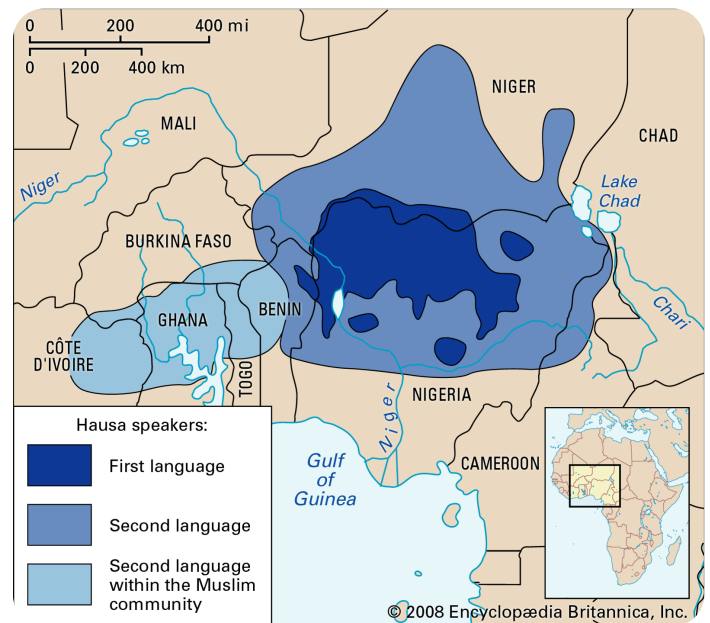 0 200 400 mi
0 200 400 km
NIGER
MALI
CHAD
Niger
Lake
Chad
BURKINA FASO
Chari
BENIN
GHANA
CÔTE
D'IVOIRE
TOGO
NIGERIA
Niger
Hausa speakers:
First language
Second language
Second language
within the Muslim
community
Gulf
of
Guinea
CAMEROON
© 2008 Encyclopædia Britannica, Inc.